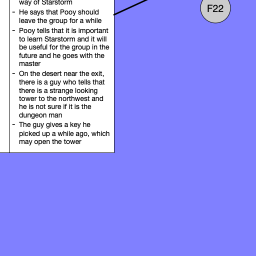 way of Starstorm
- He says that Pooy should
leave the group for a while
- Pooy tells that it is important
to learn Starstorm and it will
be useful for the group in the
future and he goes with the
master
- On the desert near the exit,
there is a guy who tells that
there is a strange looking
tower to the northwest and
he is not sure if it is the
dungeon man
- The guy gives a key he
picked up a while ago, which
may open the tower
F22